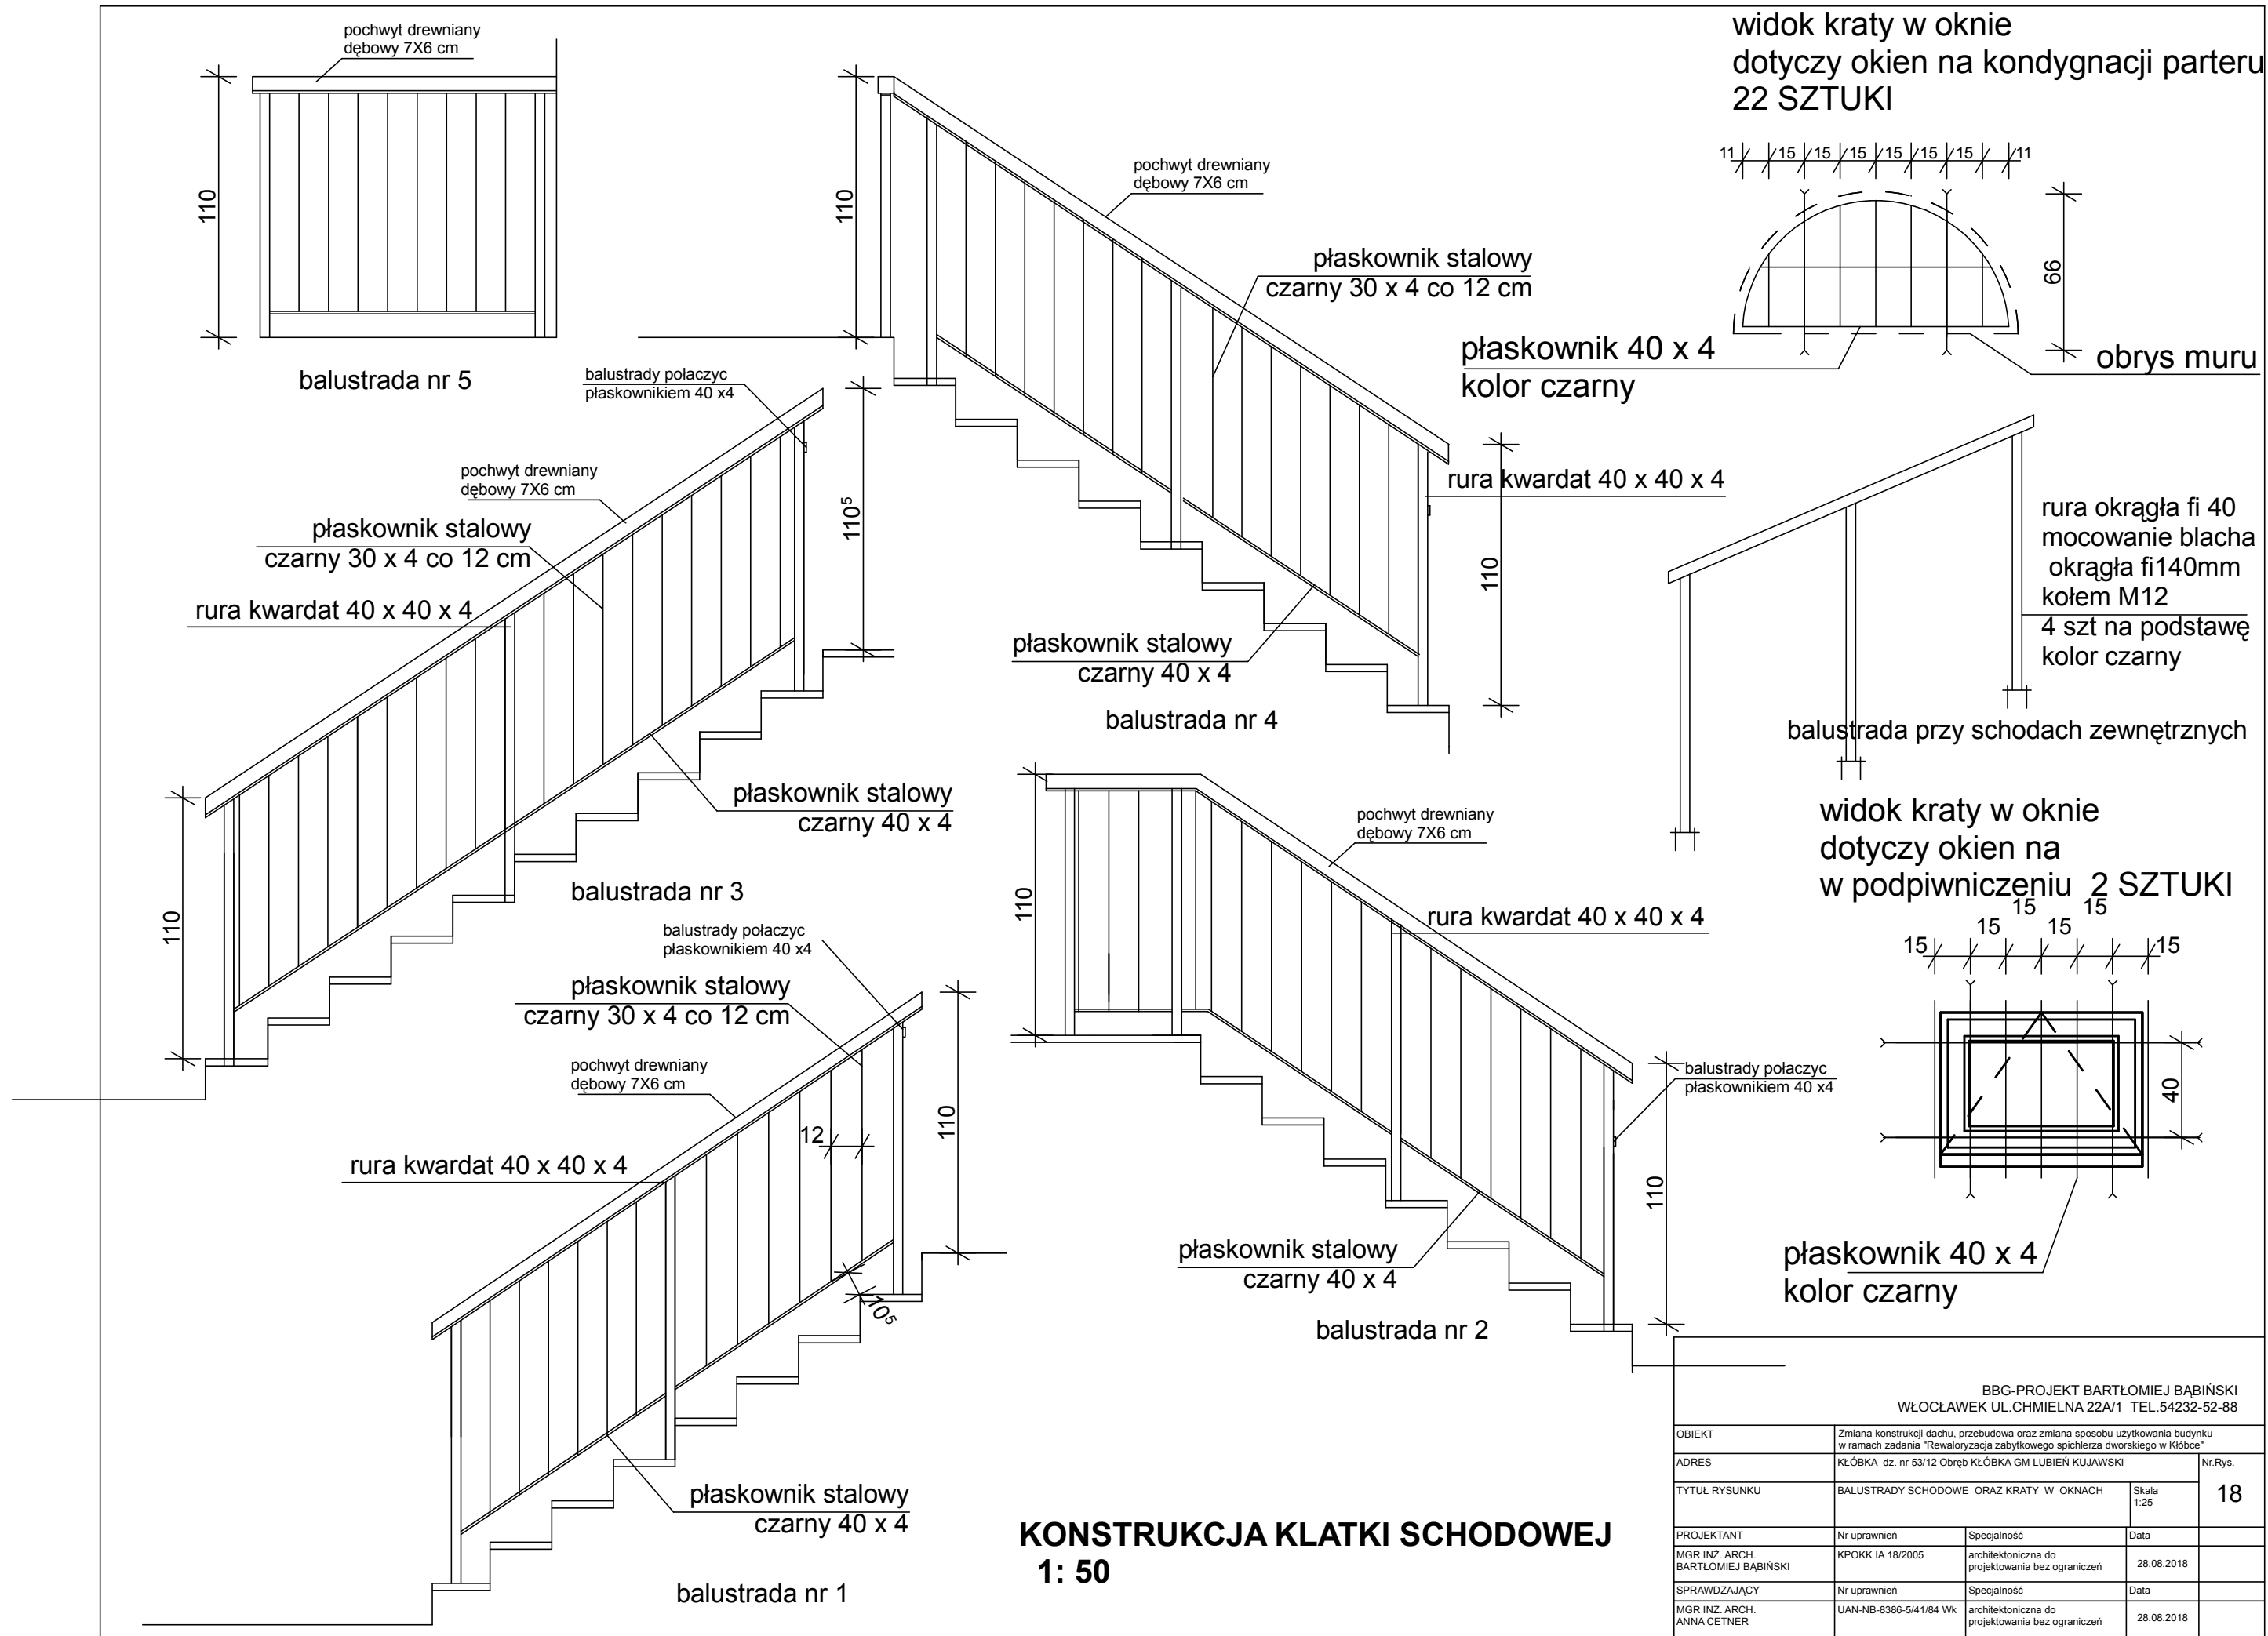 pochwyt drewniany
dębowy 7X6 cm
110
balustrada nr 5
110
pochwyt drewniany
dębowy 7X6 cm
płaskownik stalowy
czarny 30 x 4 co 12 cm
rura kwardat 40 x 40 x 4
110
płaskownik stalowy
czarny 40 x 4
balustrada nr 4
widok kraty w oknie
dotyczy okien na kondygnacji parteru
22 SZTUKI
11 15 15 15 15 15 15 11
66
płaskownik 40 x 4
kolor czarny
obrys muru
balustrady połaczyc
płaskownikiem 40 x4
pochwyt drewniany
dębowy 7X6 cm
płaskownik stalowy
czarny 30 x 4 co 12 cm
rura kwardat 40 x 40 x 4
110⁵
110
płaskownik stalowy
czarny 40 x 4
balustrada nr 3
rura okrągła fi 40
mocowanie blacha
okrągła fi140mm
kołem M12
4 szt na podstawę
kolor czarny
balustrada przy schodach zewnętrznych
110
pochwyt drewniany
dębowy 7X6 cm
rura kwardat 40 x 40 x 4
balustrady połaczyc
płaskownikiem 40 x4
110
płaskownik stalowy
czarny 40 x 4
balustrada nr 2
widok kraty w oknie
dotyczy okien na
w podpiwniczeniu 2 SZTUKI
15 15 15 15 15 15
40
płaskownik 40 x 4
kolor czarny
balustrady połaczyc
płaskownikiem 40 x4
płaskownik stalowy
czarny 30 x 4 co 12 cm
pochwyt drewniany
dębowy 7X6 cm
12
110
rura kwardat 40 x 40 x 4
10⁵
płaskownik stalowy
czarny 40 x 4
balustrada nr 1
KONSTRUKCJA KLATKI SCHODOWEJ
1: 50
BBG-PROJEKT BARTŁOMIEJ BĄBIŃSKI
WŁOCŁAWEK UL.CHMIELNA 22A/1 TEL.54232-52-88
OBIEKT
Zmiana konstrukcji dachu, przebudowa oraz zmiana sposobu użytkowania budynku
w ramach zadania "Rewaloryzacja zabytkowego spichlerza dworskiego w Kłóbce"
ADRES
KŁÓBKA dz. nr 53/12 Obręb KŁÓBKA GM LUBIEŃ KUJAWSKI
Nr.Rys.
18
TYTUŁ RYSUNKU
BALUSTRADY SCHODOWE ORAZ KRATY W OKNACH
Skala
1:25
PROJEKTANT Nr uprawnień Specjalność Data
MGR INŻ. ARCH.
BARTŁOMIEJ BĄBIŃSKI
KPOKK IA 18/2005
architektoniczna do
projektowania bez ograniczeń
28.08.2018
SPRAWDZAJĄCY Nr uprawnień Specjalność Data
MGR INŻ. ARCH.
ANNA CETNER
UAN-NB-8386-5/41/84 Wk
architektoniczna do
projektowania bez ograniczeń
28.08.2018